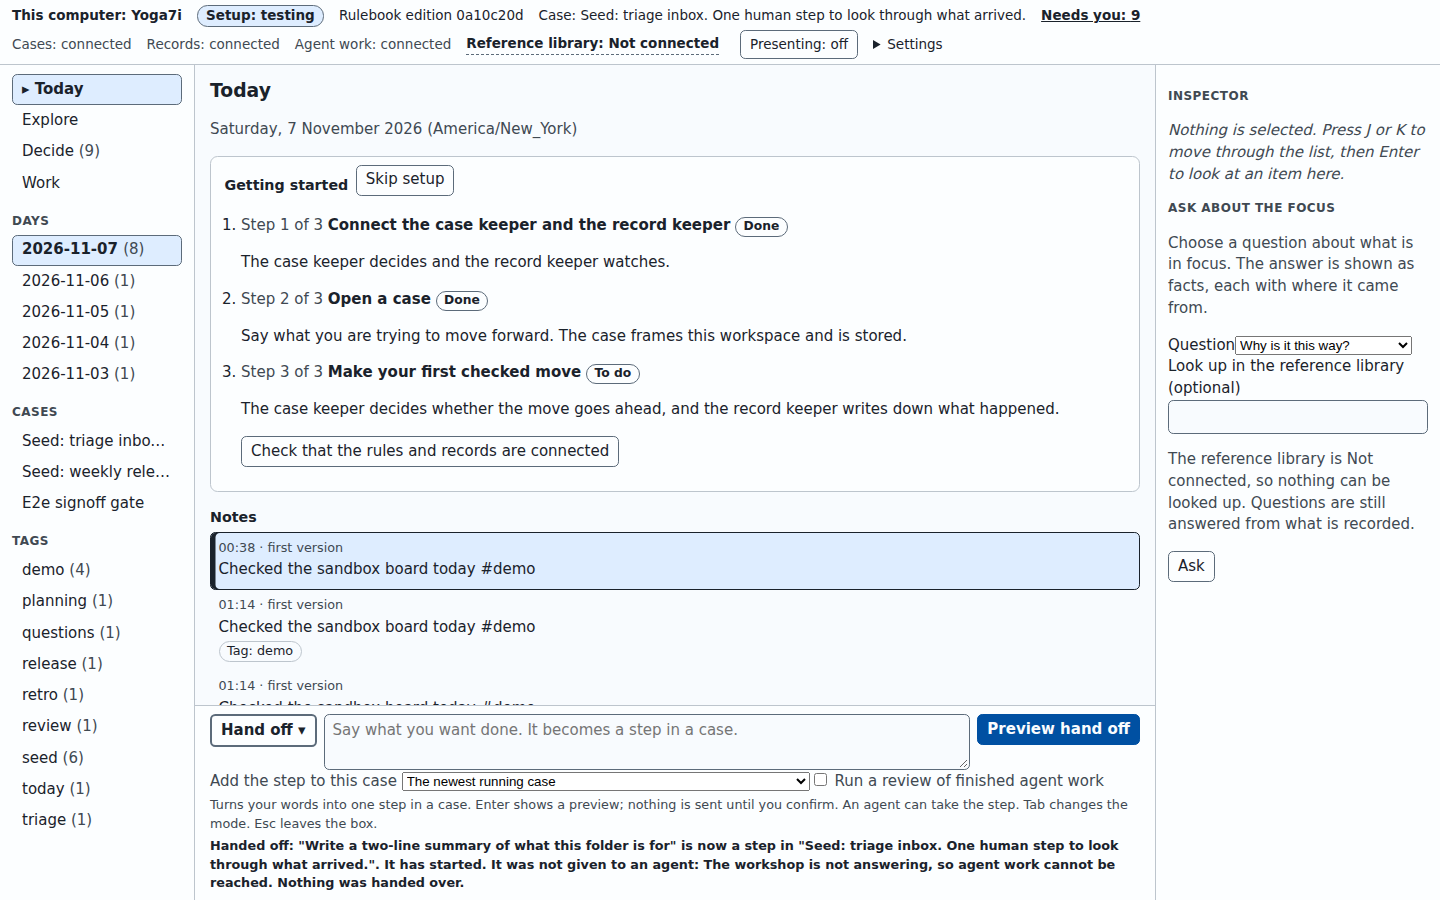 This computer: Yoga7i Setup: testing Rulebook edition 0a10c20d Case: Seed: triage inbox. One human step to look through what arrived. Needs you: 9
Cases: connected Records: connected Agent work: connected Reference library: Not connected Presenting: off ▶ Settings
▸ Today
Explore
Decide (9)
Work
DAYS
2026-11-07 (8)
2026-11-06 (1)
2026-11-05 (1)
2026-11-04 (1)
2026-11-03 (1)
CASES
Seed: triage inbo…
Seed: weekly rele…
E2e signoff gate
TAGS
demo (4)
planning (1)
questions (1)
release (1)
retro (1)
review (1)
seed (6)
today (1)
triage (1)
Today
Saturday, 7 November 2026 (America/New_York)
Getting started Skip setup
1. Step 1 of 3 Connect the case keeper and the record keeper Done
The case keeper decides and the record keeper watches.
2. Step 2 of 3 Open a case Done
Say what you are trying to move forward. The case frames this workspace and is stored.
3. Step 3 of 3 Make your first checked move To do
The case keeper decides whether the move goes ahead, and the record keeper writes down what happened.
Check that the rules and records are connected
Notes
00:38 · first version
Checked the sandbox board today #demo
01:14 · first version
Checked the sandbox board today #demo
Tag: demo
01:14 · first version
Checked the sandbox board today #demo
Hand off ▾ Say what you want done. It becomes a step in a case. Preview hand off
Add the step to this case The newest running case Run a review of finished agent work
Turns your words into one step in a case. Enter shows a preview; nothing is sent until you confirm. An agent can take the step. Tab changes the
mode. Esc leaves the box.
Handed off: "Write a two-line summary of what this folder is for" is now a step in "Seed: triage inbox. One human step to look
through what arrived.". It has started. It was not given to an agent: The workshop is not answering, so agent work cannot be
reached. Nothing was handed over.
INSPECTOR
Nothing is selected. Press J or K to
move through the list, then Enter
to look at an item here.
ASK ABOUT THE FOCUS
Choose a question about what is
in focus. The answer is shown as
facts, each with where it came
from.
Question Why is it this way?
Look up in the reference library
(optional)
The reference library is Not
connected, so nothing can be
looked up. Questions are still
answered from what is recorded.
Ask